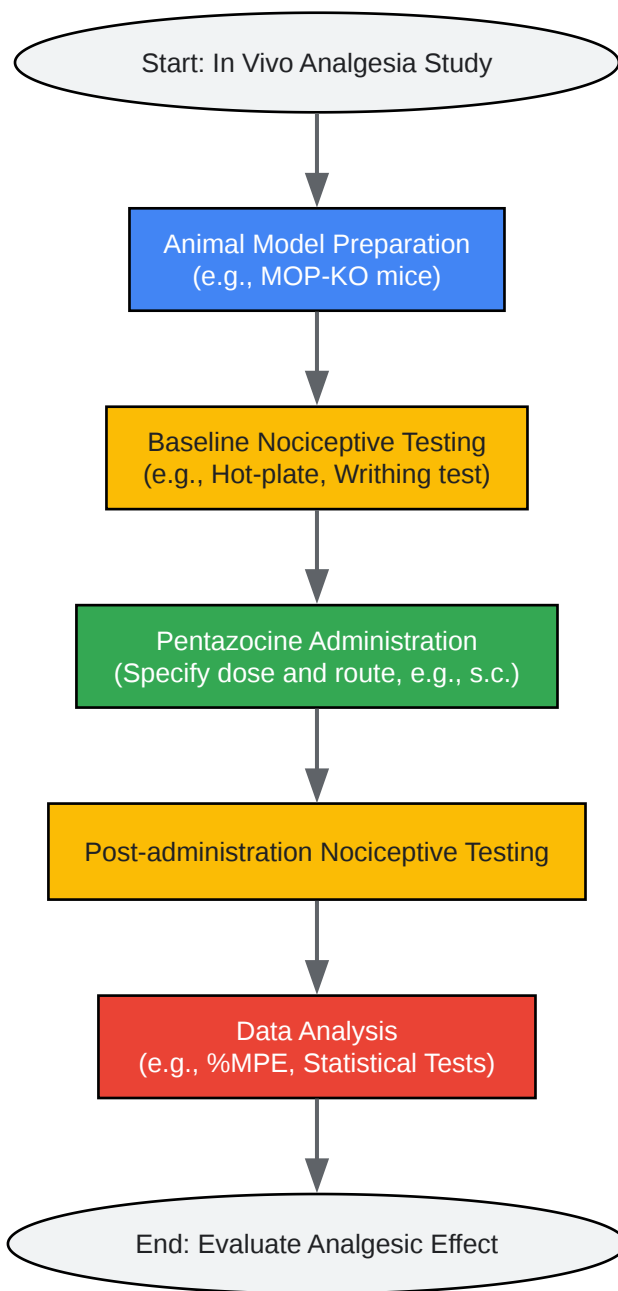 Start: In Vivo Analgesia Study
Animal Model Preparation
(e.g., MOP-KO mice)
Baseline Nociceptive Testing
(e.g., Hot-plate, Writhing test)
Pentazocine Administration
(Specify dose and route, e.g., s.c.)
Post-administration Nociceptive Testing
Data Analysis
(e.g., %MPE, Statistical Tests)
End: Evaluate Analgesic Effect